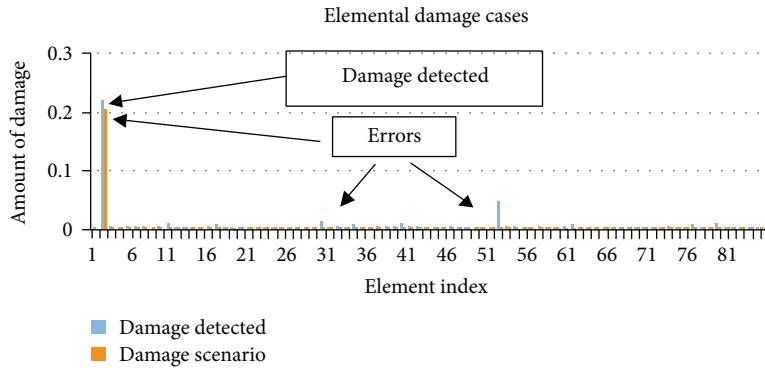 Elemental damage cases
0.3
0.2
0.1
0
Amount of damage
Damage detected
Errors
1 6 11 16 21 26 31 36 41 46 51 56 61 66 71 76 81
Element index
Damage detected
Damage scenario